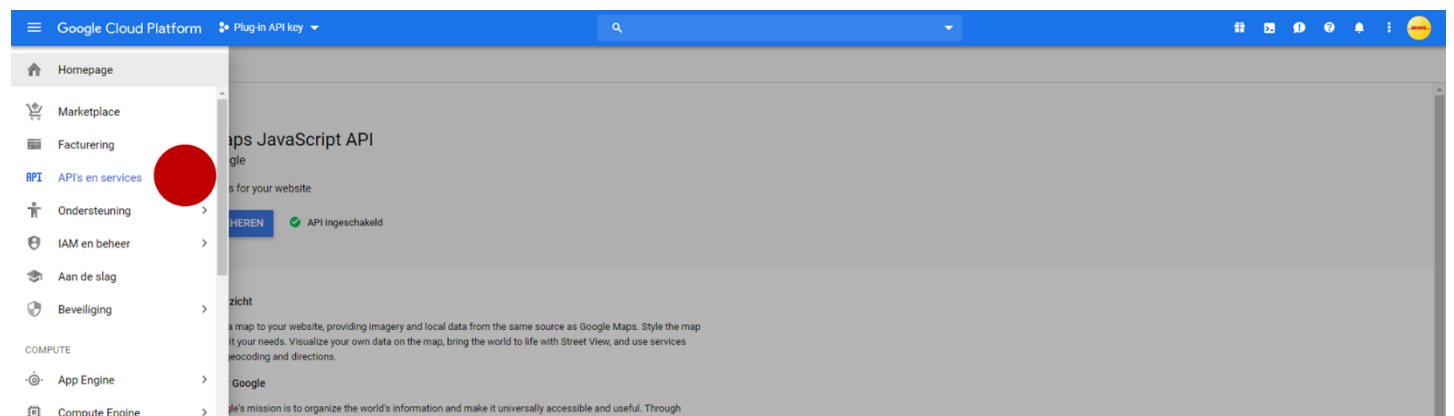 Google Cloud Platform Plug-in API key
Homepage
Marketplace
Facturering
API API's en services
Ondersteuning
IAM en beheer
Aan de slag
Beveiliging
COMPUTE
App Engine
Compute Engine
JavaScript API
s for your website
API ingeschakeld
a map to your website, providing imagery and local data from the same source as Google Maps. Style the map
it your needs. Visualize your own data on the map, bring the world to life with Street View, and use services
geocoding and directions.
Google
gle's mission is to organize the world's information and make it universally accessible and useful. Through